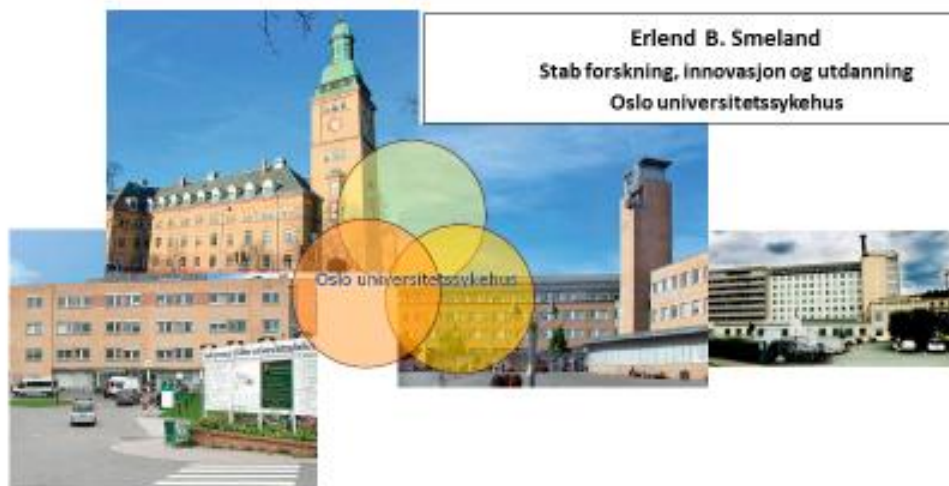 Erlend B. Smeland
Stab forskning, innovasjon og utdanning
Oslo universitetssykehus
Oslo universitetssykehus